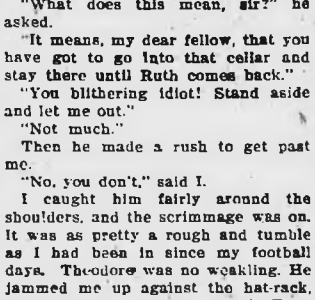 "What does this mean, sir?" he
asked.
"It means, my dear fellow, that you
have got to go into that cellar and
stay there until Ruth comes back."
"You blithering idiot! Stand aside
and let me out."
"Not much."
Then he made a rush to get past
me.
"No, you don't," said I.
I caught him fairly around the
shoulders, and the scrimmage was on.
It was as pretty a rough and tumble
as I had been in since my football
days. Theodore was no weakling. He
jammed me up against the hat-rack,